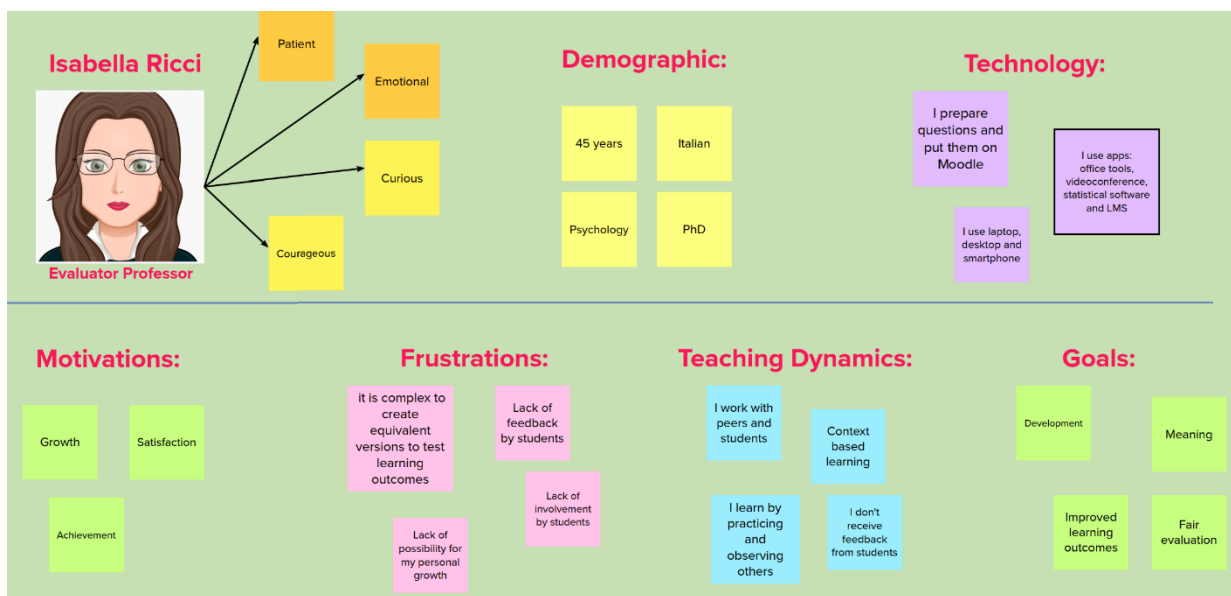 Isabella Ricci
Evaluator Professor
Patient
Emotional
Curious
Courageous
Demographic:
45 years
Italian
Psychology
PhD
Technology:
I prepare
questions and
put them on
Moodle
I use apps:
office tools,
videoconference,
statistical software
and LMS
I use laptop,
desktop and
smartphone
Motivations:
Growth
Satisfaction
Achievement
Frustrations:
it is complex to
create
equivalent
versions to test
learning
outcomes
Lack of
feedback
by students
Lack of
involvement
by students
Lack of
possibility for
my personal
growth
Teaching Dynamics:
I work with
peers and
students
Context
based
learning
I learn by
practicing
and
observing
others
I don't
receive
feedback
from students
Goals:
Development
Meaning
Improved
learning
outcomes
Fair
evaluation